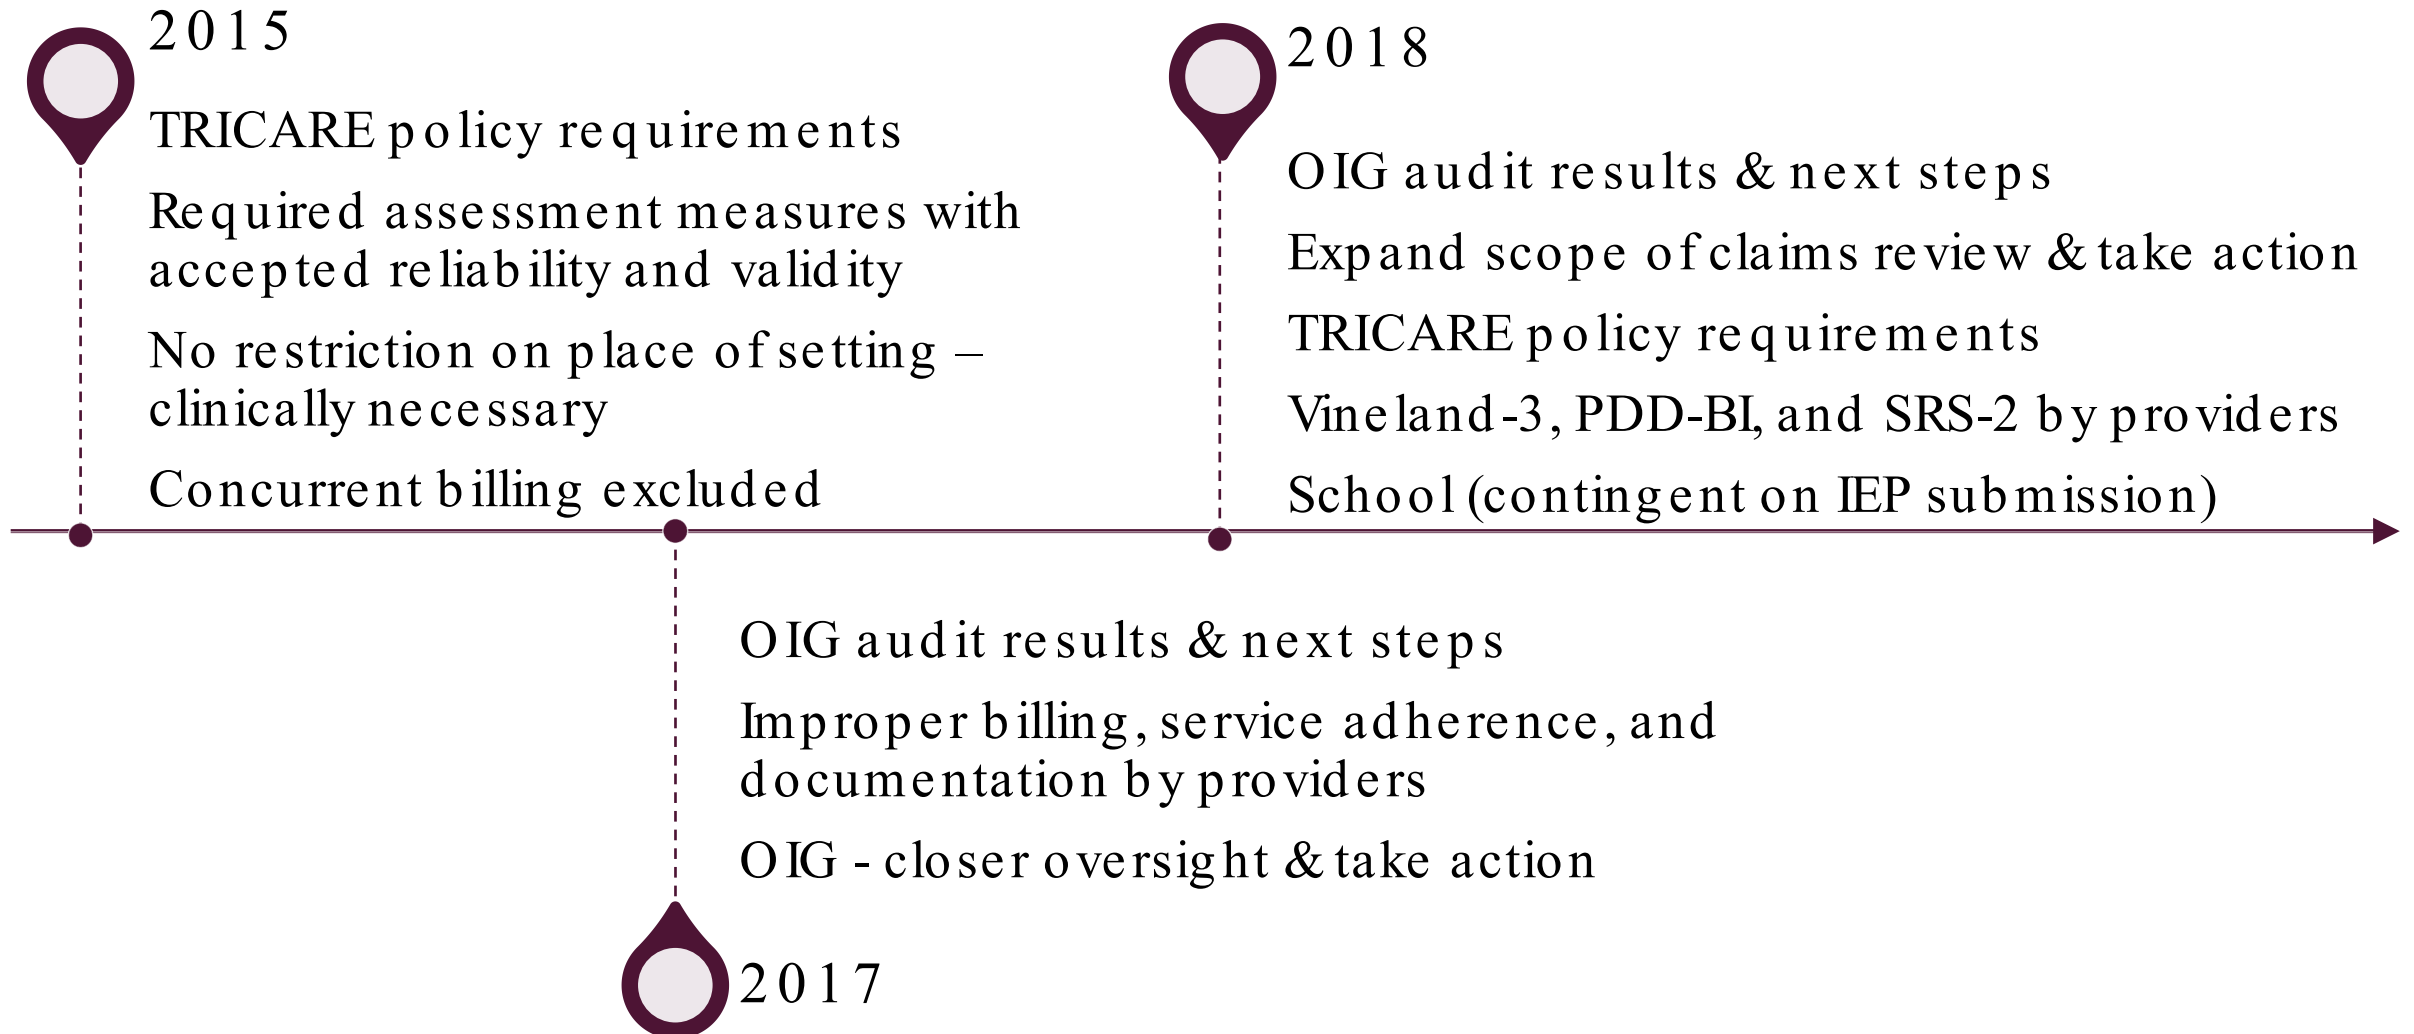 2015
TRICARE policy requirements
Required assessment measures with
accepted reliability and validity
No restriction on place of setting –
clinically necessary
Concurrent billing excluded
2018
OIG audit results & next steps
Expand scope of claims review & take action
TRICARE policy requirements
Vineland-3, PDD-BI, and SRS-2 by providers
School (contingent on IEP submission)
OIG audit results & next steps
Improper billing, service adherence, and
documentation by providers
OIG - closer oversight & take action
2017